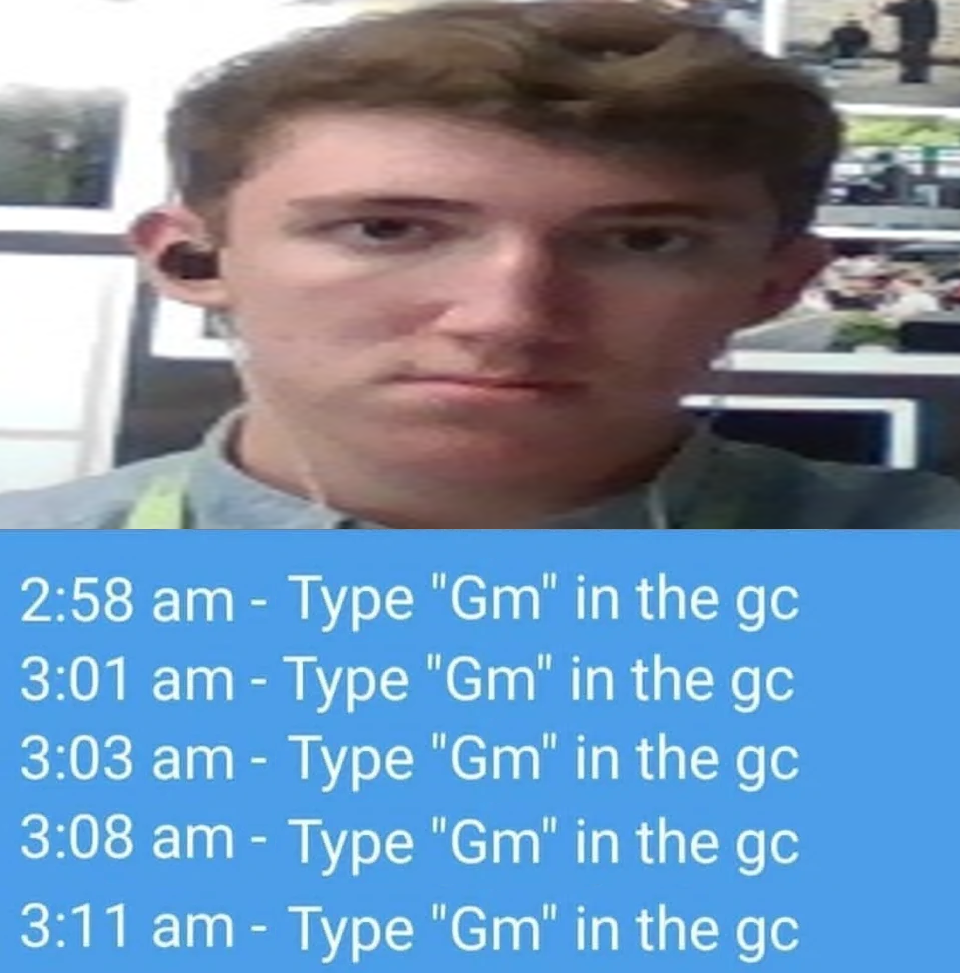 2:58 am - Type "Gm" in the gc
3:01 am - Type "Gm" in the gc
3:03 am - Type "Gm" in the gc
3:08 am - Type "Gm" in the gc
3:11 am - Type "Gm" in the gc